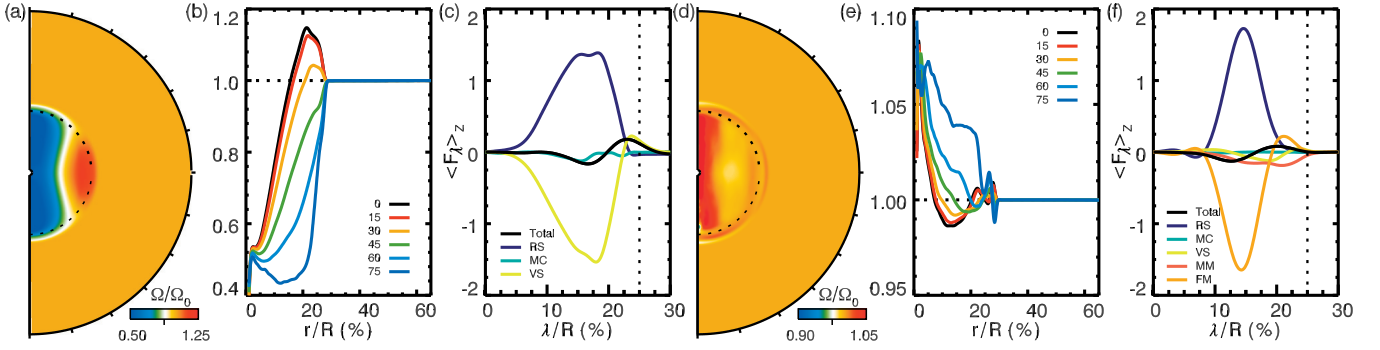 (a)
Ω/Ω0
0.50 1.25
(b)
1.2
1.0
0.8
0.6
0.4
0
15
30
45
60
75
0 20 40 60
r/R (%)
(c)
<Fλ>z
2
1
0
-1
-2
Total
RS
MC
VS
0 10 20 30
λ/R (%)
(d)
Ω/Ω0
0.90 1.05
(e)
1.10
1.05
1.00
0.95
0
15
30
45
60
75
0 20 40 60
r/R (%)
(f)
<Fλ>z
2
1
0
-1
-2
Total
RS
MC
VS
MM
FM
0 10 20 30
λ/R (%)